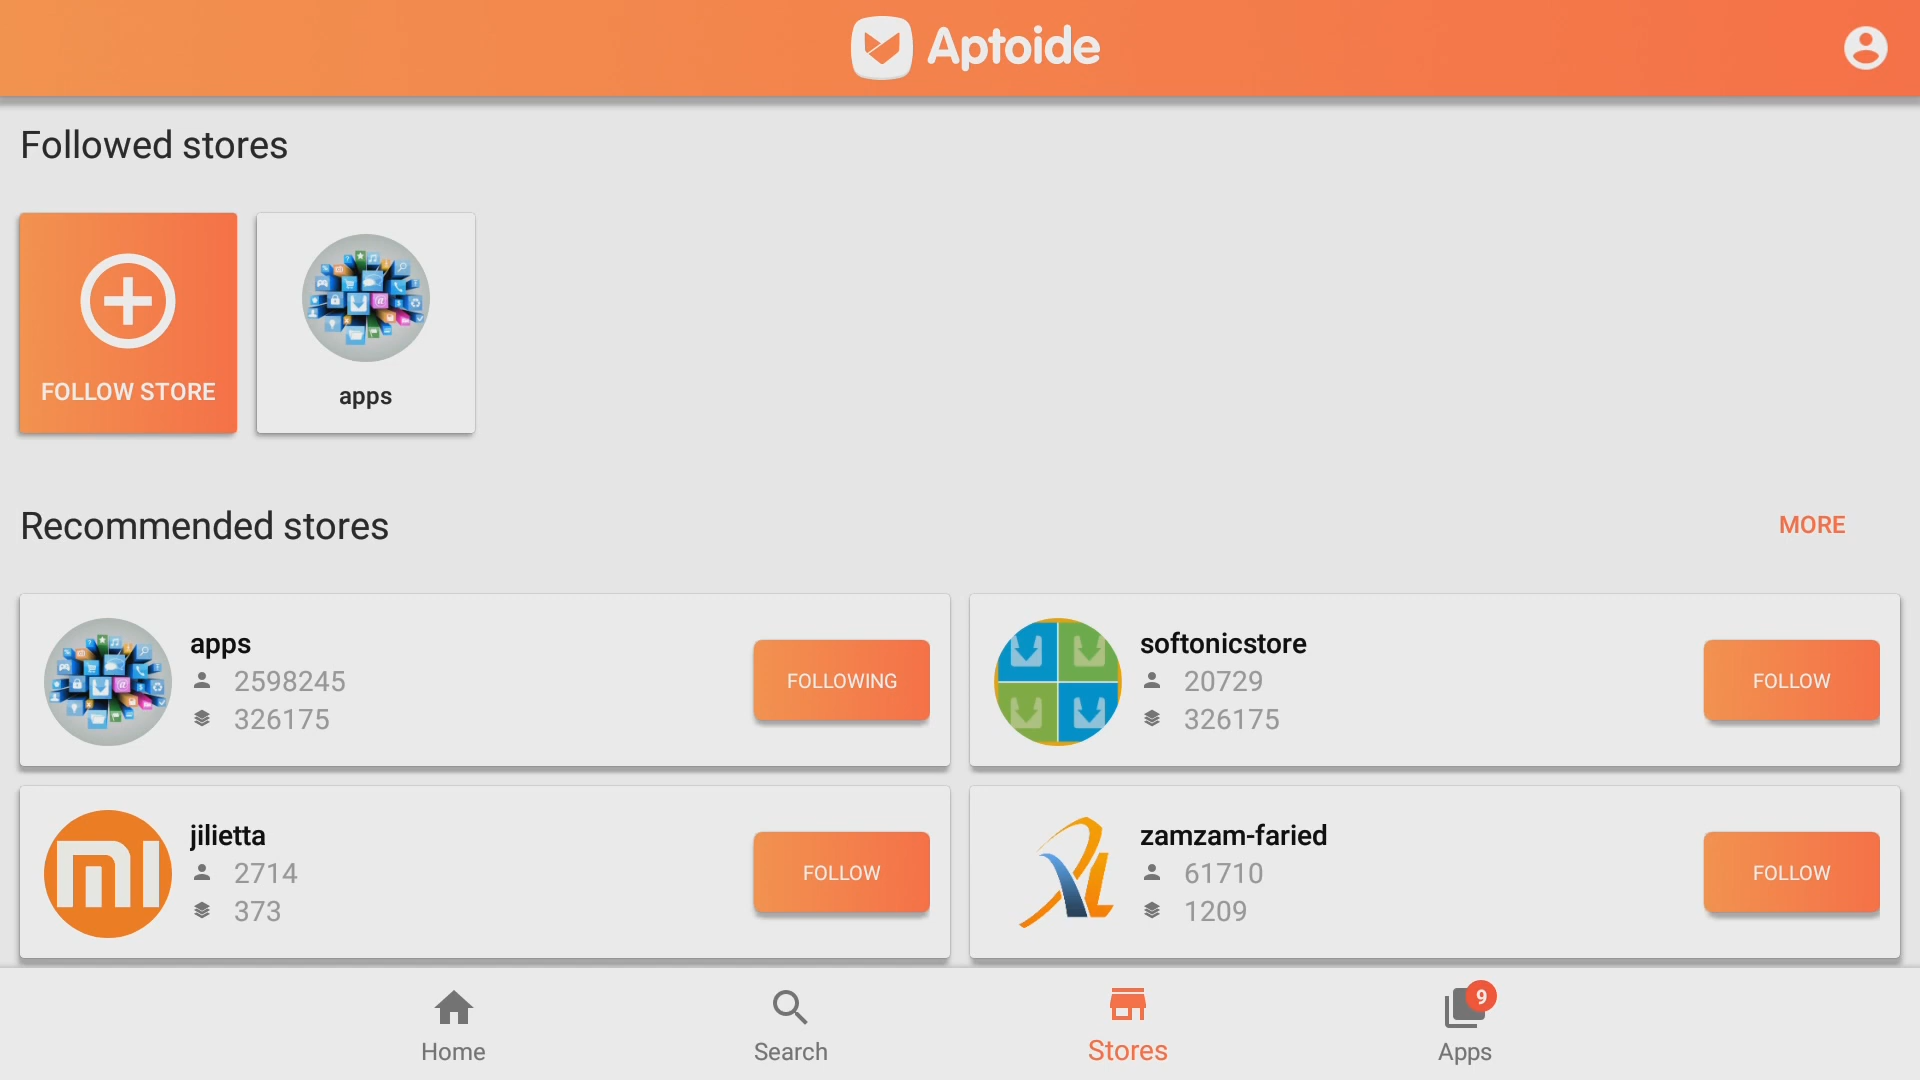 Aptoide
Followed stores
FOLLOW STORE
apps
Recommended stores
MORE
apps
2598245
326175
FOLLOWING
softonicstore
20729
326175
FOLLOW
jilietta
2714
373
FOLLOW
zamzam-faried
61710
1209
FOLLOW
Home
Search
Stores
9
Apps